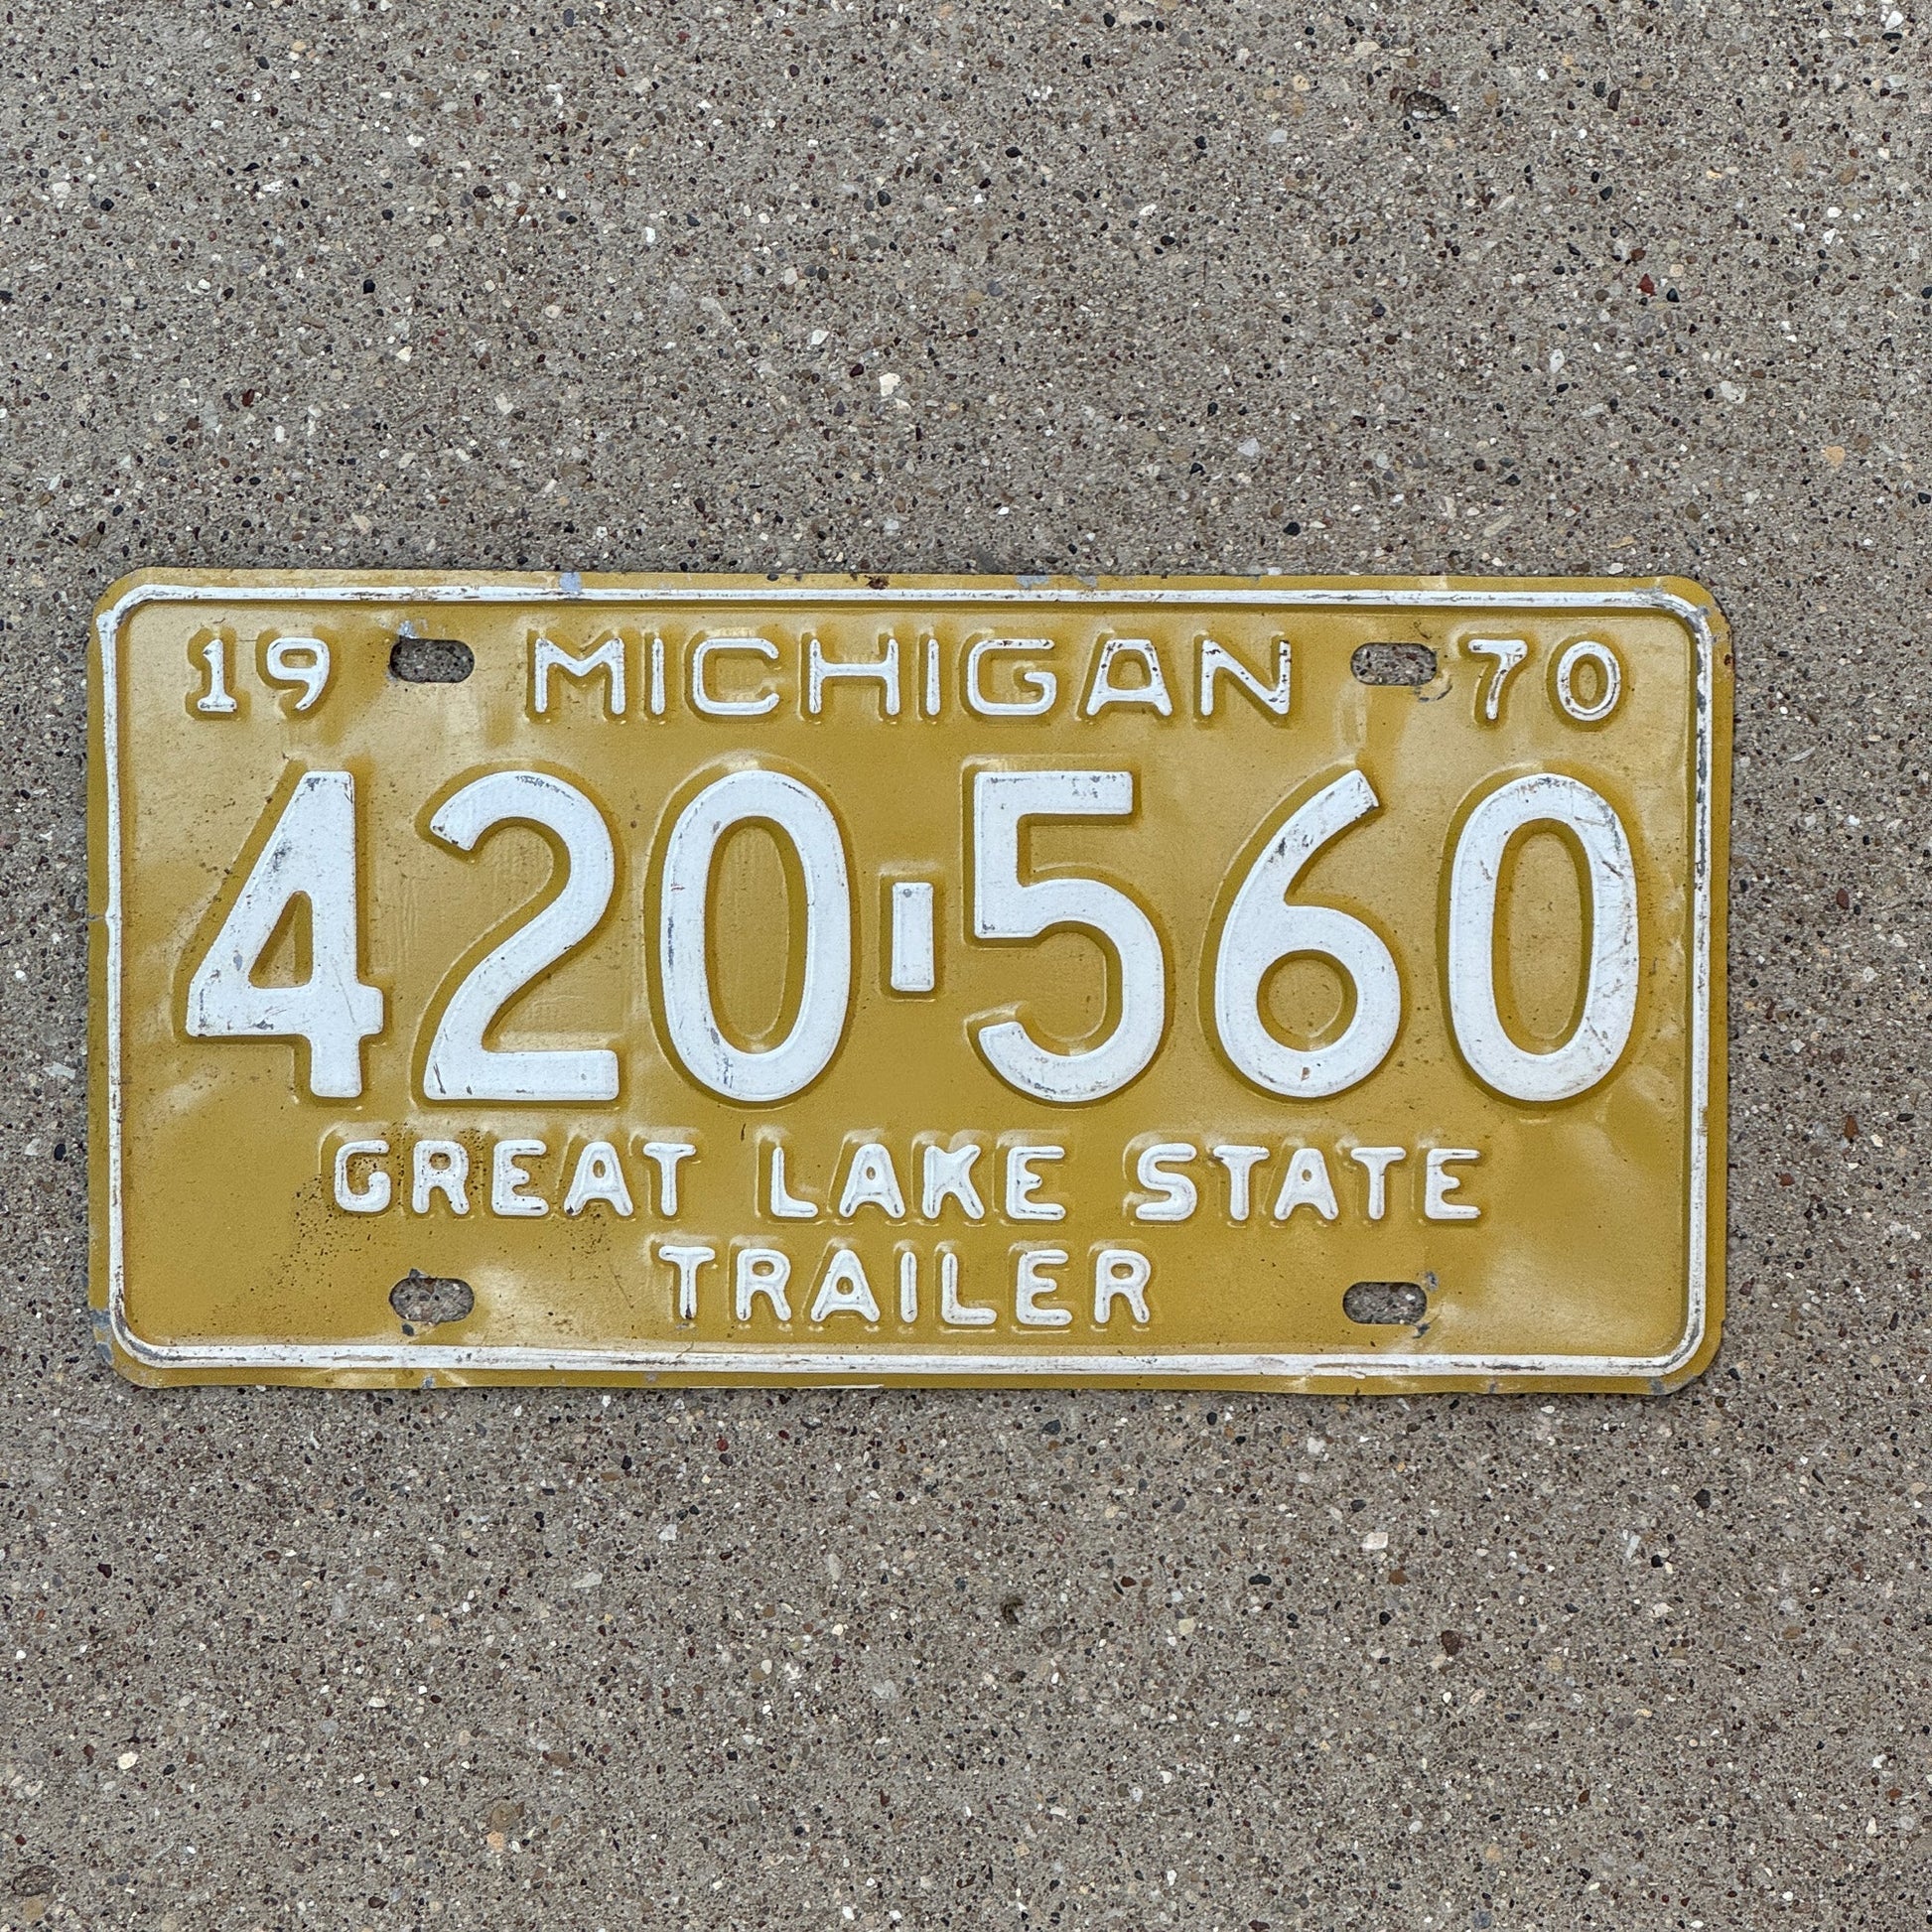 19 MICHIGAN 70
420-560
GREAT LAKE STATE
TRAILER